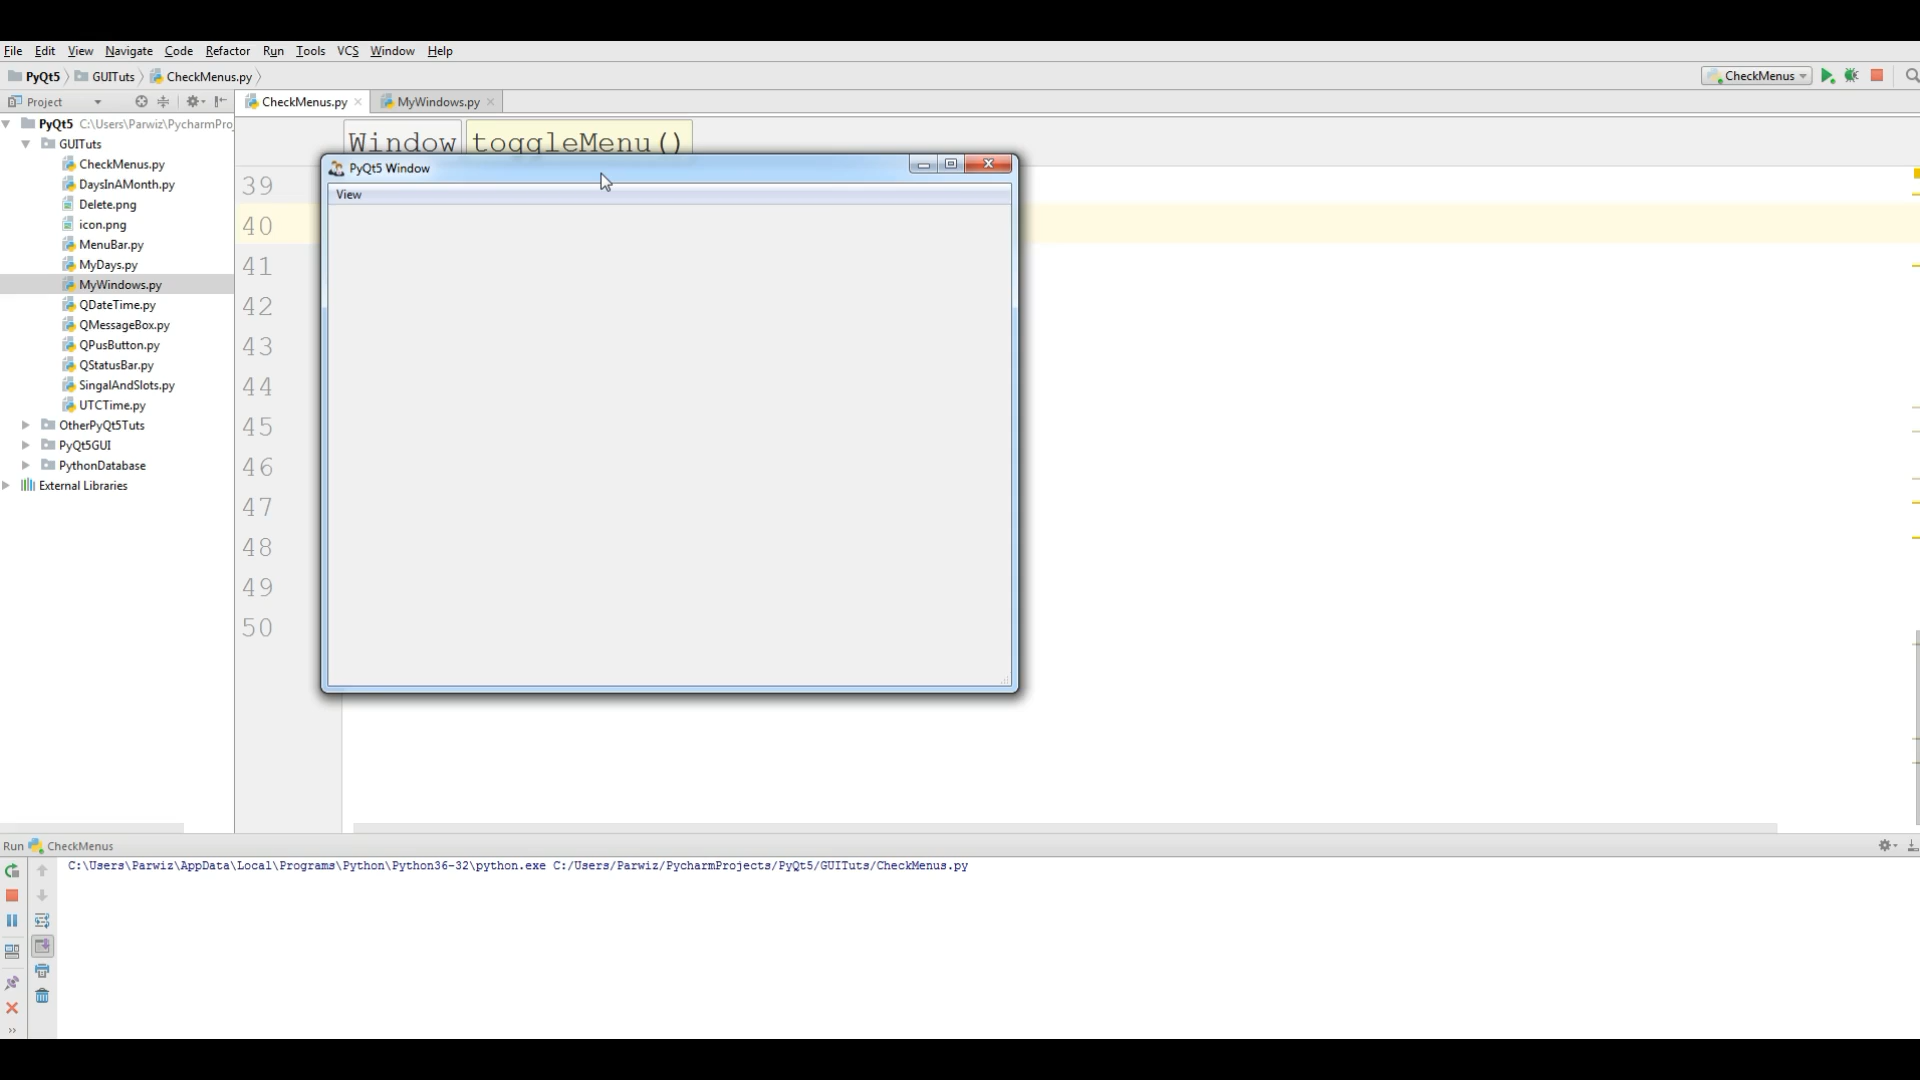 File Edit View Navigate Code Refactor Run Tools VCS Window Help
PyQt5 GUITuts CheckMenus.py
CheckMenus
Project
CheckMenus.py MyWindows.py
PyQt5 C:\Users\Parwiz\PycharmPro
GUITuts
CheckMenus.py
DaysInAMonth.py
Delete.png
icon.png
MenuBar.py
MyDays.py
MyWindows.py
QDateTime.py
QMessageBox.py
QPusButton.py
QStatusBar.py
SingalAndSlots.py
UTCTime.py
OtherPyQt5Tuts
PyQt5GUI
PythonDatabase
External Libraries
Window toggleMenu()
39
40
41
42
43
44
45
46
47
48
49
50
PyQt5 Window
View
Run CheckMenus
C:\Users\Parwiz\AppData\Local\Programs\Python\Python36-32\python.exe C:/Users/Parwiz/PycharmProjects/PyQt5/GUITuts/CheckMenus.py